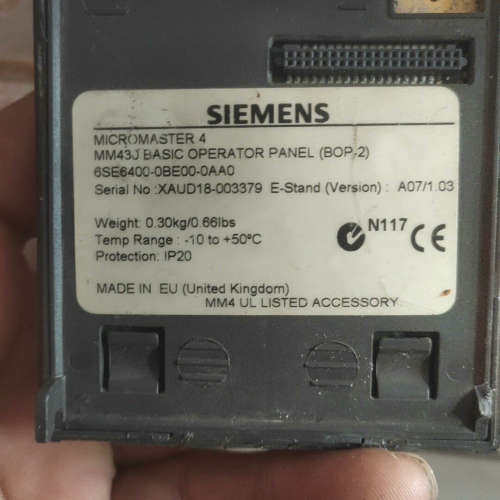 SIEMENS
MICROMASTER 4
MM430 BASIC OPERATOR PANEL (BOP-2)
6SE6400-0BE00-0AA0
Serial No :XAUD18-003379 E-Stand (Version) : A07/1.03
Weight: 0.30kg/0.66lbs
Temp Range : -10 to +50°C
Protection: IP20
N117 CE
MADE IN EU (United Kingdom)
MM4 UL LISTED ACCESSORY